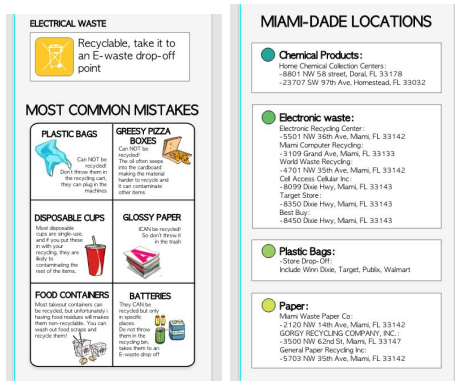 ELECTRICAL WASTE
Recyclable, take it to
an E-waste drop-off
point
MOST COMMON MISTAKES
PLASTIC BAGS
Can NOT be
recycled!
Don't throw them in
the recycling cart,
they can plug in the
machines
GREESY PIZZA
BOXES
Can NOT be
recycled!
The oil often seeps
into the cardboard
making the material
harder to recycle and
it can contaminate
other items
DISPOSABLE CUPS
Most disposable
cups are single-use,
and if you put these
in with your
recycling, they are
likely to
contaminating the
rest of the items.
GLOSSY PAPER
ICAN be recycled!
So don't throw it
in the trash
FOOD CONTAINERS
Most takeout containers can
be recycled, but unfortunately i
having food residues will makes
them non-recyclable. You can
wash out food scraps and
recycle them!
BATTERIES
They CAN be
recycled but only
in specific
places.
Do not throw
them in the
recycling bin,
takes them to an
E-waste drop off
MIAMI-DADE LOCATIONS
Chemical Products:
Home Chemical Collection Centers:
-8801 NW 58 street, Doral, FL 33178
-23707 SW 97th Ave, Homestead, FL 33032
Electronic waste:
Electronic Recycling Center:
-5501 NW 36th Ave, Miami, FL 33142
Miami Computer Recycling:
-3109 Grand Ave, Miami, FL 33133
World Waste Recycling:
-4701 NW 35th Ave, Miami, FL 33142
Cell Access Cellular Inc:
-8099 Dixie Hwy, Miami, FL 33143
Target Store:
-8350 Dixie Hwy, Miami, FL 33143
Best Buy:
-8450 Dixie Hwy, Miami, FL 33143
Plastic Bags:
-Store Drop-Off:
Include Winn Dixie, Target, Publix, Walmart
Paper:
Miami Waste Paper Co:
-2120 NW 14th Ave, Miami, FL 33142
GORGY RECYCLING COMPANY, INC.:
-3500 NW 62nd St, Miami, FL 33147
General Paper Recycling Inc:
-5703 NW 35th Ave, Miami, FL 33142